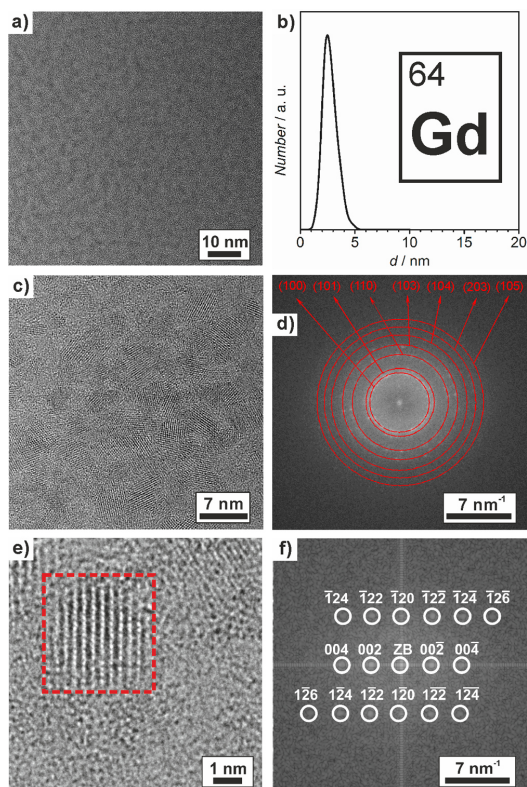 a)
10 nm
b)
Number / a. u.
64
Gd
0
5
10
15
20
d / nm
c)
7 nm
d)
(100) (101) (110) (103) (104) (203) (105)
7 nm⁻¹
e)
1 nm
f)
1̄24 1̄22 1̄20 1̄22̄ 1̄24̄ 1̄26̄
004 002 ZB 002̄ 004̄
12̄6 12̄4 12̄2 12̄0 12̄2̄ 12̄4̄
7 nm⁻¹